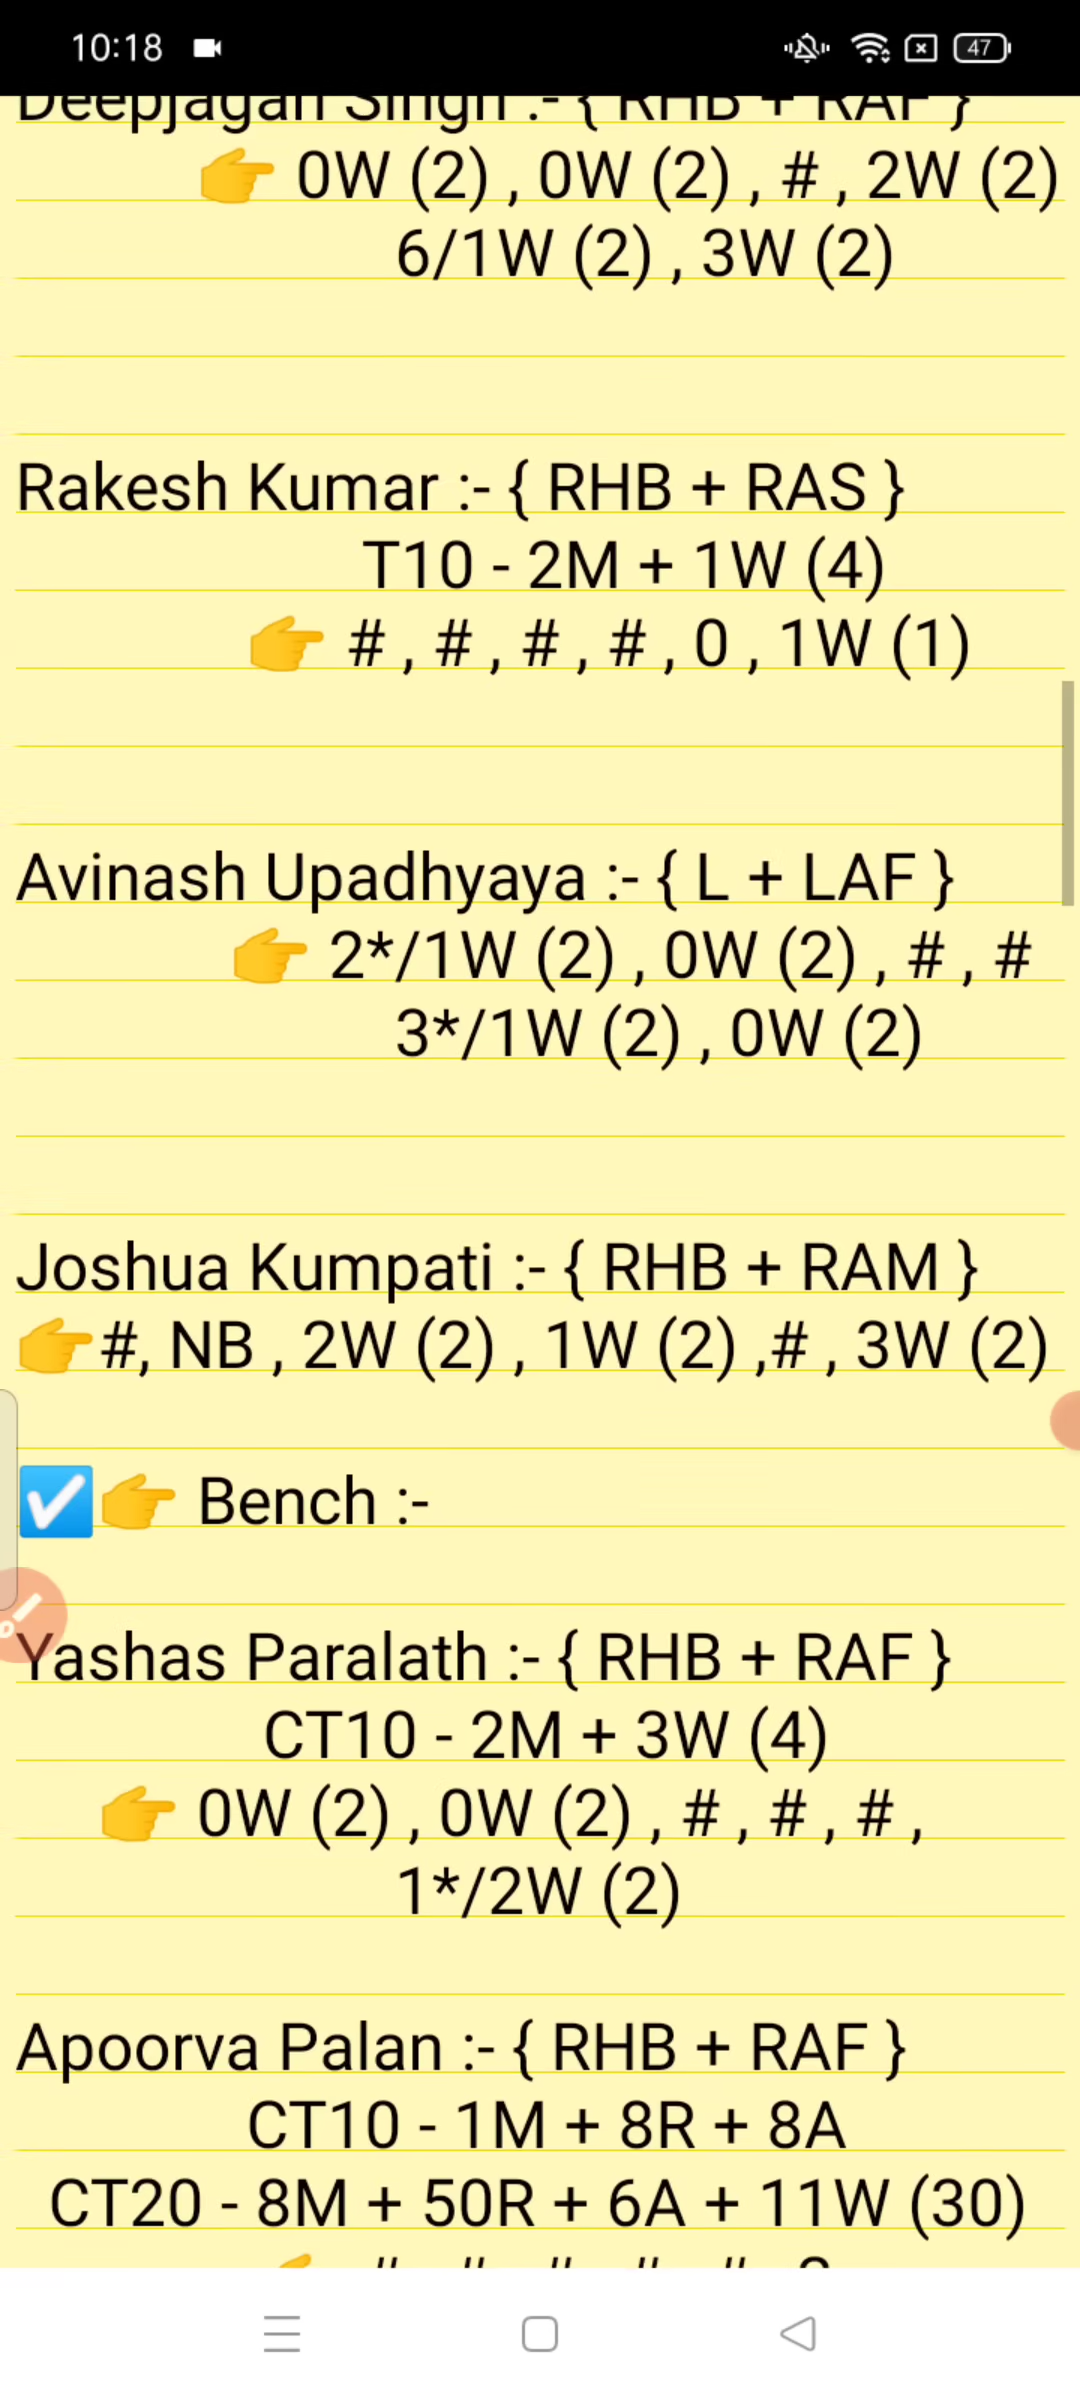 10:18
47
Deepjagan Singh :- { RHB + RAF }
👉 0W (2) , 0W (2) , # , 2W (2)
6/1W (2) , 3W (2)
Rakesh Kumar :- { RHB + RAS }
T10 - 2M + 1W (4)
👉 # , # , # , # , 0 , 1W (1)
Avinash Upadhyaya :- { L + LAF }
👉 2*/1W (2) , 0W (2) , # , #
3*/1W (2) , 0W (2)
Joshua Kumpati :- { RHB + RAM }
👉#, NB , 2W (2) , 1W (2) ,# , 3W (2)
☑👉 Bench :-
Yashas Paralath :- { RHB + RAF }
CT10 - 2M + 3W (4)
👉 0W (2) , 0W (2) , # , # , # ,
1*/2W (2)
Apoorva Palan :- { RHB + RAF }
CT10 - 1M + 8R + 8A
CT20 - 8M + 50R + 6A + 11W (30)